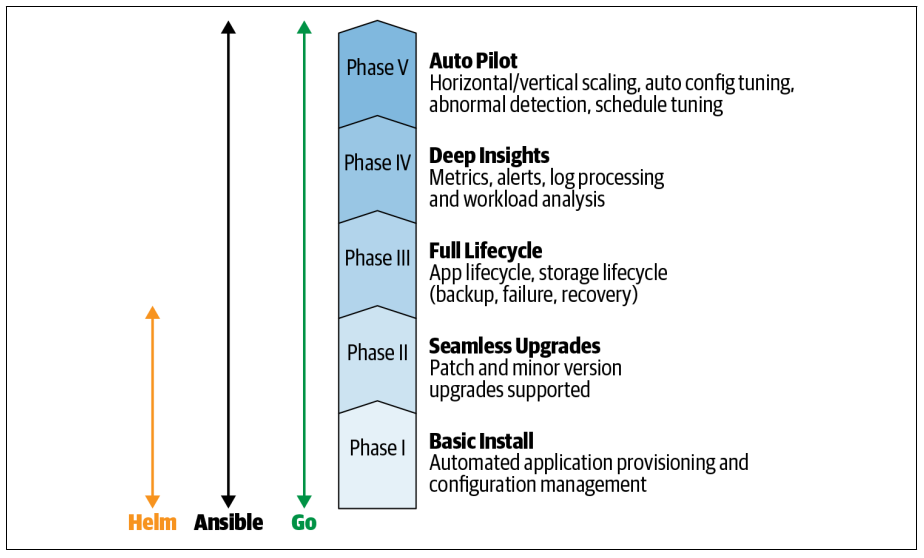 Phase V
Auto Pilot
Horizontal/vertical scaling, auto config tuning,
abnormal detection, schedule tuning
Phase IV
Deep Insights
Metrics, alerts, log processing
and workload analysis
Phase III
Full Lifecycle
App lifecycle, storage lifecycle
(backup, failure, recovery)
Phase II
Seamless Upgrades
Patch and minor version
upgrades supported
Phase I
Basic Install
Automated application provisioning and
configuration management
Helm Ansible Go